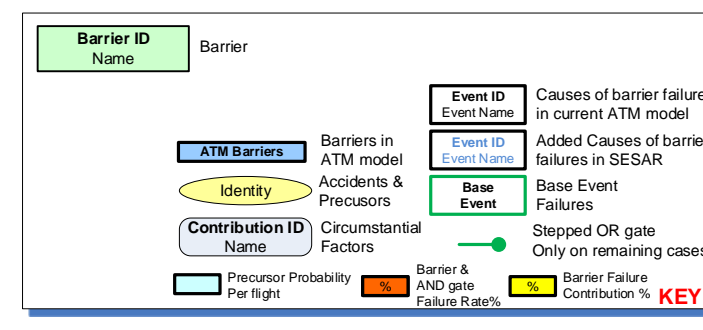 Barrier ID
Name
Barrier
Event ID
Event Name
Causes of barrier failure
in current ATM model
ATM Barriers
Barriers in
ATM model
Event ID
Event Name
Added Causes of barrie
failures in SESAR
Identity
Accidents &
Precusors
Base
Event
Base Event
Failures
Contribution ID
Name
Circumstantial
Factors
Stepped OR gate
Only on remaining cases
Precursor Probability
Per flight
%
Barrier &
AND gate
Failure Rate%
%
Barrier Failure
Contribution %
KEY